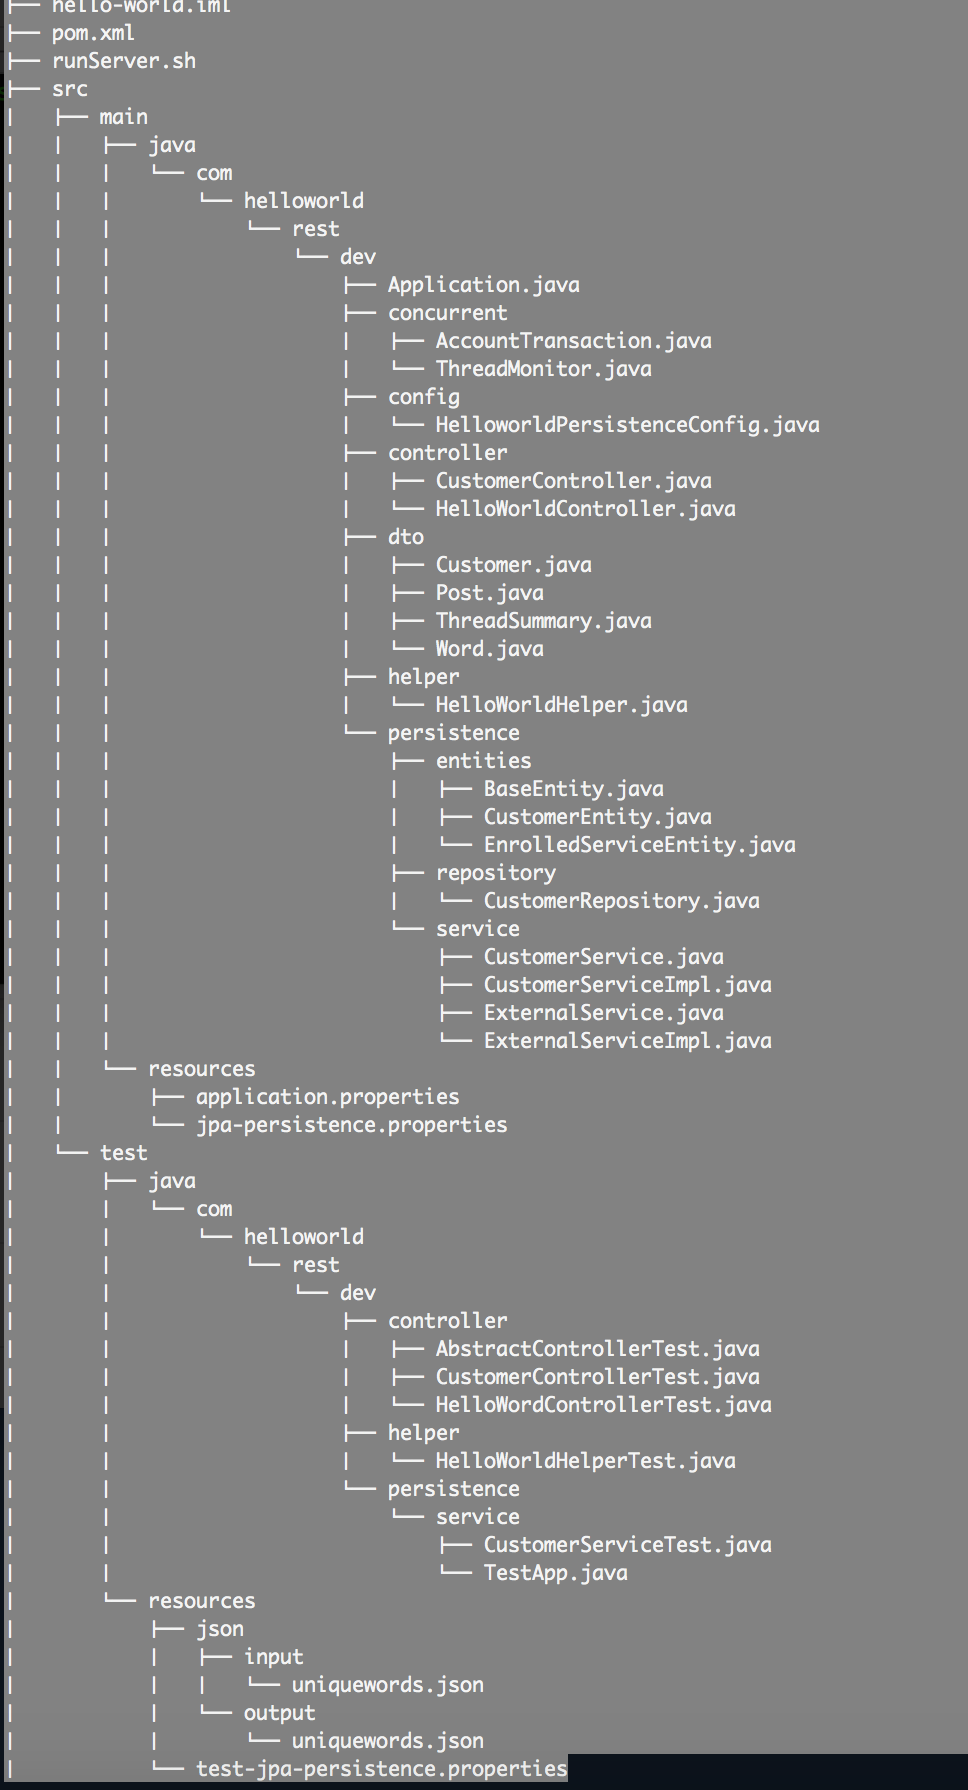 ├── hello-world.iml
├── pom.xml
├── runServer.sh
├── src
│   ├── main
│   │   ├── java
│   │   │   └── com
│   │   │       └── helloworld
│   │   │           └── rest
│   │   │               └── dev
│   │   │                   ├── Application.java
│   │   │                   ├── concurrent
│   │   │                   │   ├── AccountTransaction.java
│   │   │                   │   └── ThreadMonitor.java
│   │   │                   ├── config
│   │   │                   │   └── HelloworldPersistenceConfig.java
│   │   │                   ├── controller
│   │   │                   │   ├── CustomerController.java
│   │   │                   │   └── HelloWorldController.java
│   │   │                   ├── dto
│   │   │                   │   ├── Customer.java
│   │   │                   │   ├── Post.java
│   │   │                   │   ├── ThreadSummary.java
│   │   │                   │   └── Word.java
│   │   │                   ├── helper
│   │   │                   │   └── HelloWorldHelper.java
│   │   │                   └── persistence
│   │   │                       ├── entities
│   │   │                       │   ├── BaseEntity.java
│   │   │                       │   ├── CustomerEntity.java
│   │   │                       │   └── EnrolledServiceEntity.java
│   │   │                       ├── repository
│   │   │                       │   └── CustomerRepository.java
│   │   │                       └── service
│   │   │                           ├── CustomerService.java
│   │   │                           ├── CustomerServiceImpl.java
│   │   │                           ├── ExternalService.java
│   │   │                           └── ExternalServiceImpl.java
│   │   └── resources
│   │       ├── application.properties
│   │       └── jpa-persistence.properties
│   └── test
│       ├── java
│       │   └── com
│       │       └── helloworld
│       │           └── rest
│       │               └── dev
│       │                   ├── controller
│       │                   │   ├── AbstractControllerTest.java
│       │                   │   ├── CustomerControllerTest.java
│       │                   │   └── HelloWordControllerTest.java
│       │                   ├── helper
│       │                   │   └── HelloWorldHelperTest.java
│       │                   └── persistence
│       │                       └── service
│       │                           ├── CustomerServiceTest.java
│       │                           └── TestApp.java
│       └── resources
│           ├── json
│           │   ├── input
│           │   │   └── uniquewords.json
│           │   └── output
│           │       └── uniquewords.json
│           └── test-jpa-persistence.properties